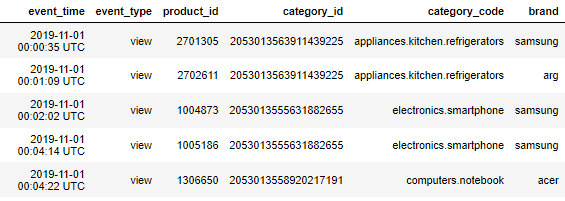 event_time event_type product_id category_id category_code brand
2019-11-01
00:00:35 UTC view 2701305 2053013563911439225 appliances.kitchen.refrigerators samsung
2019-11-01
00:01:09 UTC view 2702611 2053013563911439225 appliances.kitchen.refrigerators arg
2019-11-01
00:02:02 UTC view 1004873 2053013555631882655 electronics.smartphone samsung
2019-11-01
00:04:14 UTC view 1005186 2053013555631882655 electronics.smartphone samsung
2019-11-01
00:04:22 UTC view 1306650 2053013558920217191 computers.notebook acer